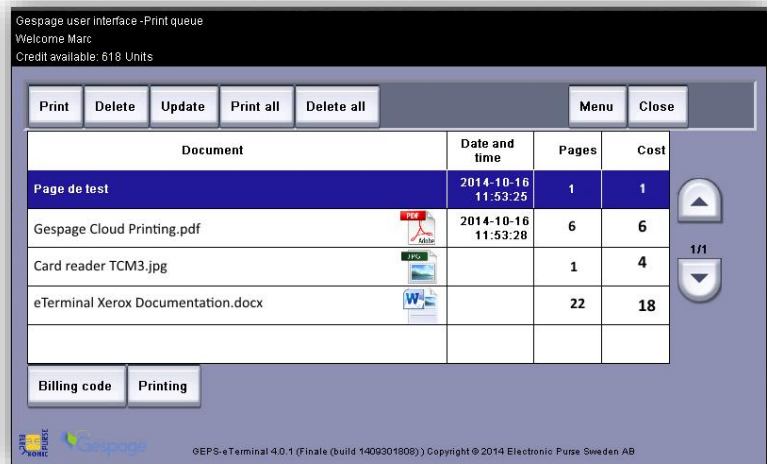 Gespage user interface -Print queue
Welcome Marc
Credit available: 618 Units
Print Delete Update Print all Delete all Menu Close
Document Date and time Pages Cost
Page de test 2014-10-16 11:53:25 1 1
Gespage Cloud Printing.pdf PDF Adobe 2014-10-16 11:53:28 6 6
Card reader TCM3.jpg JPG 1 4
1/1
eTerminal Xerox Documentation.docx W 22 18
Billing code Printing
Gespage
GEPS-eTerminal 4.0.1 (Finale (build 1409301808) ) Copyright © 2014 Electronic Purse Sweden AB